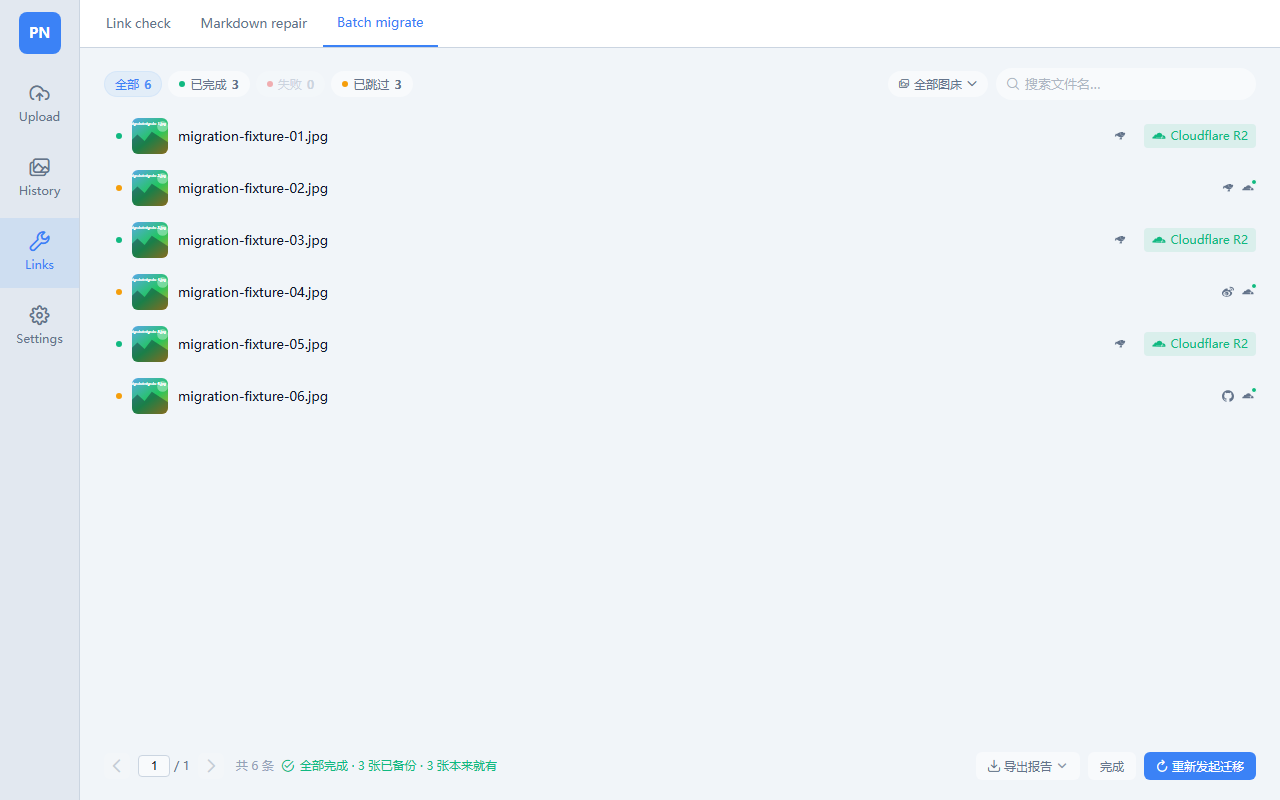 PN
Link check
Markdown repair
Batch migrate
Upload
History
Links
Settings
全部 6
已完成 3
失败 0
已跳过 3
全部图床
搜索文件名...
migration-fixture-01.jpg
Cloudflare R2
migration-fixture-02.jpg
migration-fixture-03.jpg
Cloudflare R2
migration-fixture-04.jpg
migration-fixture-05.jpg
Cloudflare R2
migration-fixture-06.jpg
1 / 1
共 6 条
全部完成 · 3 张已备份 · 3 张本来就有
导出报告
完成
重新发起迁移